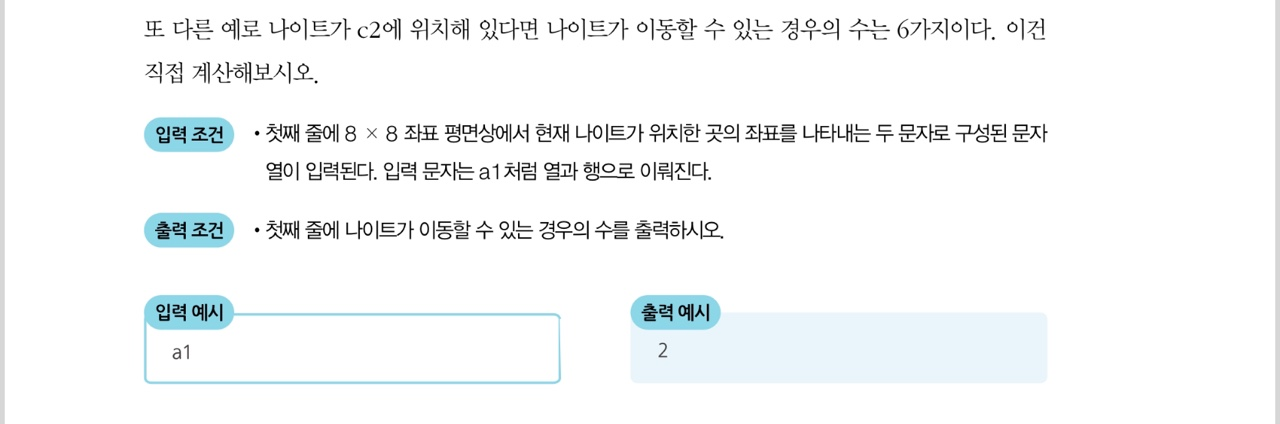 또 다른 예로 나이트가 c2에 위치해 있다면 나이트가 이동할 수 있는 경우의 수는 6가지이다. 이건
직접 계산해보시오.
입력 조건 • 첫째 줄에 8 × 8 좌표 평면상에서 현재 나이트가 위치한 곳의 좌표를 나타내는 두 문자로 구성된 문자
열이 입력된다. 입력 문자는 a1처럼 열과 행으로 이뤄진다.
출력 조건 • 첫째 줄에 나이트가 이동할 수 있는 경우의 수를 출력하시오.
입력 예시
a1
출력 예시
2